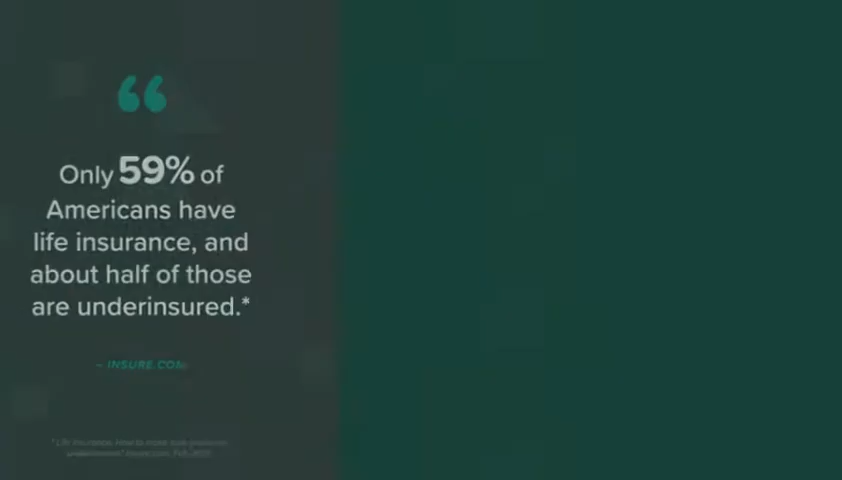 “
Only 59% of
Americans have
life insurance, and
about half of those
are underinsured.*
– INSURE.COM